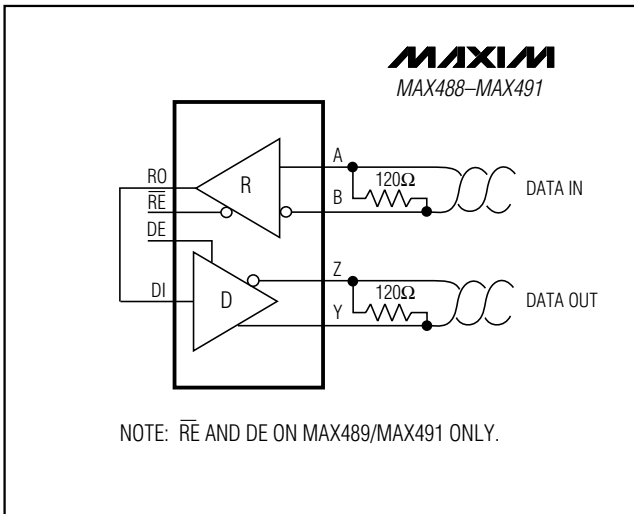 MAXIM
MAX488–MAX491
A
RO
R
120Ω
DATA IN
RE
B
DE
Z
DI
D
120Ω
DATA OUT
Y
NOTE: RE AND DE ON MAX489/MAX491 ONLY.